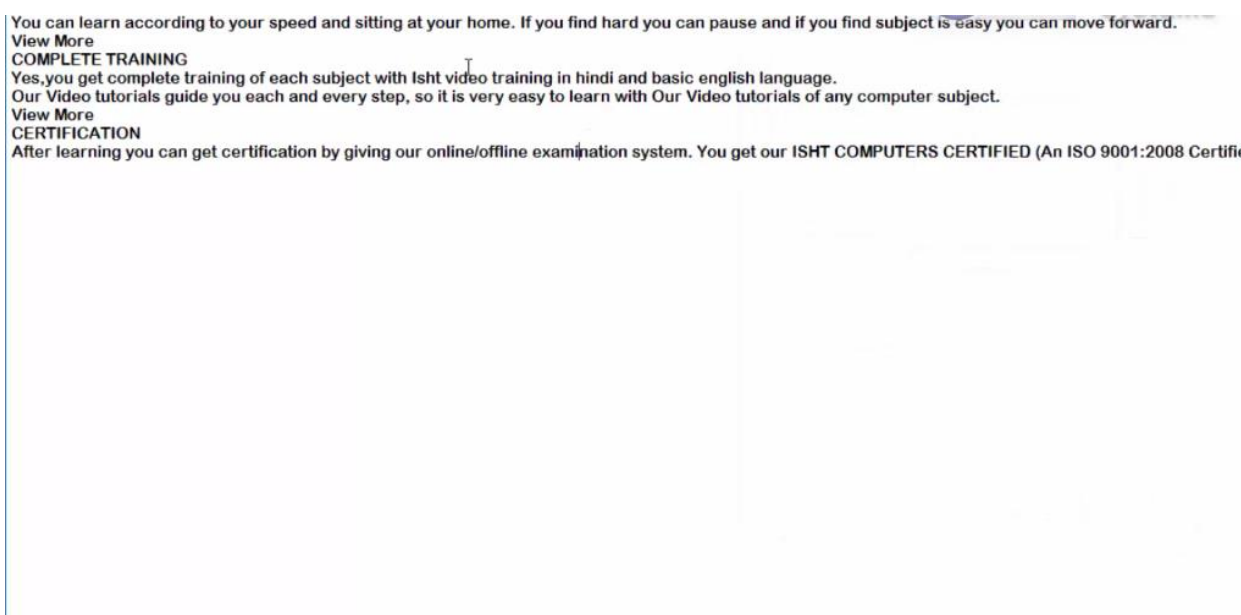 You can learn according to your speed and sitting at your home. If you find hard you can pause and if you find subject is easy you can move forward.
View More
COMPLETE TRAINING
Yes,you get complete training of each subject with Isht video training in hindi and basic english language.
Our Video tutorials guide you each and every step, so it is very easy to learn with Our Video tutorials of any computer subject.
View More
CERTIFICATION
After learning you can get certification by giving our online/offline examination system. You get our ISHT COMPUTERS CERTIFIED (An ISO 9001:2008